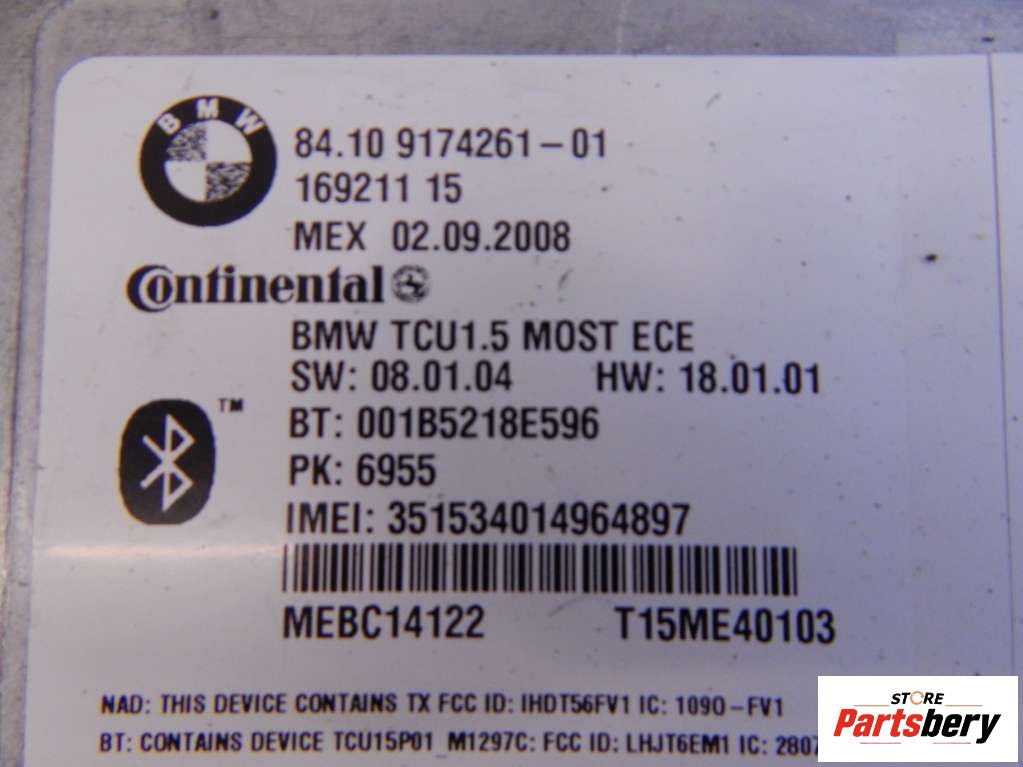 BMW
84.10 9174261-01
169211 15
MEX 02.09.2008
Continental
BMW TCU1.5 MOST ECE
SW: 08.01.04 HW: 18.01.01
TM
BT: 001B5218E596
PK: 6955
IMEI: 351534014964897
MEBC14122 T15ME40103
NAD: THIS DEVICE CONTAINS TX FCC ID: IHDT56FV1 IC: 1090-FV1
BT: CONTAINS DEVICE TCU15P01_M1297C: FCC ID: LHJT6EM1 IC: 2807
STORE
Partsbery